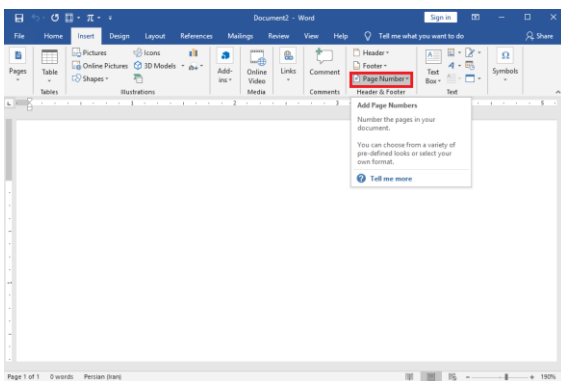 Document2 - Word
Sign in
File Home Insert Design Layout References Mailings Review View Help Tell me what you want to do Share
Pages
Table
Pictures
Online Pictures
Shapes
Icons
3D Models
Add-ins
Online Video
Links
Comment
Header
Footer
Page Number
Text Box
Symbols
Tables Illustrations Media Comments Header & Footer Text
Add Page Numbers
Number the pages in your
document.
You can choose from a variety of
pre-defined looks or select your
own format.
Tell me more
Page 1 of 1 0 words Persian (Iran) 190%